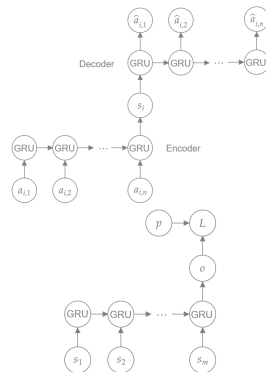 â_{i,1} â_{i,2} â_{i,n}
Decoder GRU GRU ... GRU
s_i
GRU GRU ... GRU Encoder
a_{i,1} a_{i,2} a_{i,n}
p L
o
GRU GRU ... GRU
s_1 s_2 s_m